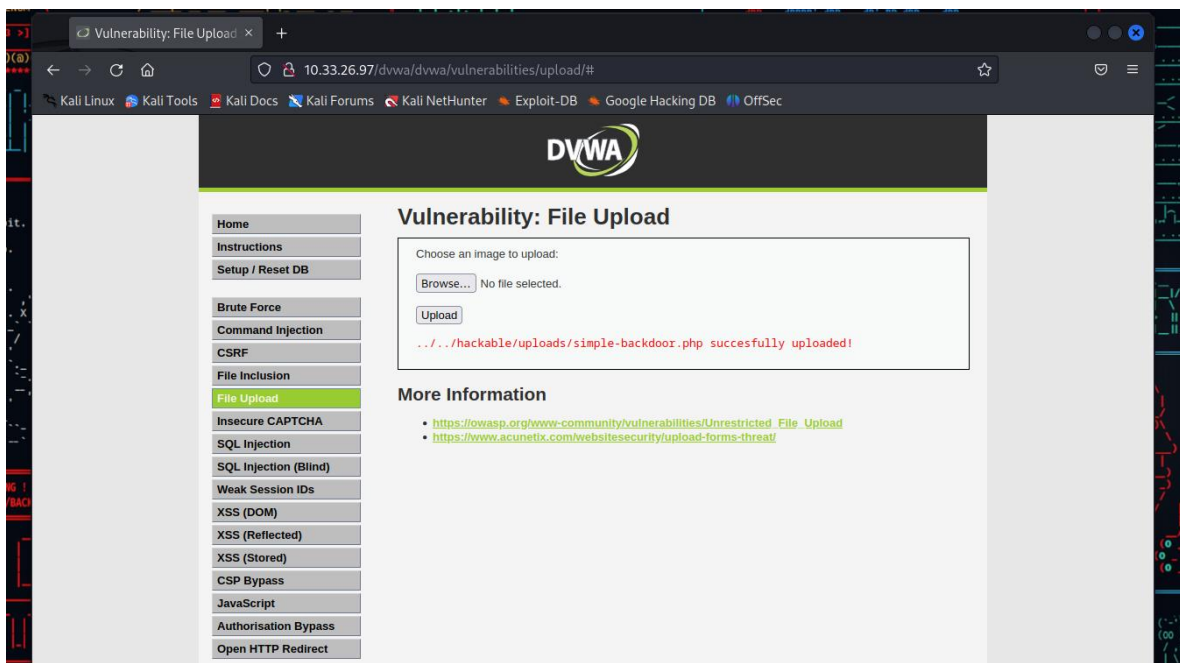 Vulnerability: File Upload
10.33.26.97/dvwa/dvwa/vulnerabilities/upload/#
Kali Linux Kali Tools Kali Docs Kali Forums Kali NetHunter Exploit-DB Google Hacking DB OffSec
DVWA
Home
Instructions
Setup / Reset DB
Brute Force
Command Injection
CSRF
File Inclusion
File Upload
Insecure CAPTCHA
SQL Injection
SQL Injection (Blind)
Weak Session IDs
XSS (DOM)
XSS (Reflected)
XSS (Stored)
CSP Bypass
JavaScript
Authorisation Bypass
Open HTTP Redirect
Vulnerability: File Upload
Choose an image to upload:
Browse... No file selected.
Upload
../../hackable/uploads/simple-backdoor.php succesfully uploaded!
More Information
https://owasp.org/www-community/vulnerabilities/Unrestricted_File_Upload
https://www.acunetix.com/websitesecurity/upload-forms-threat/